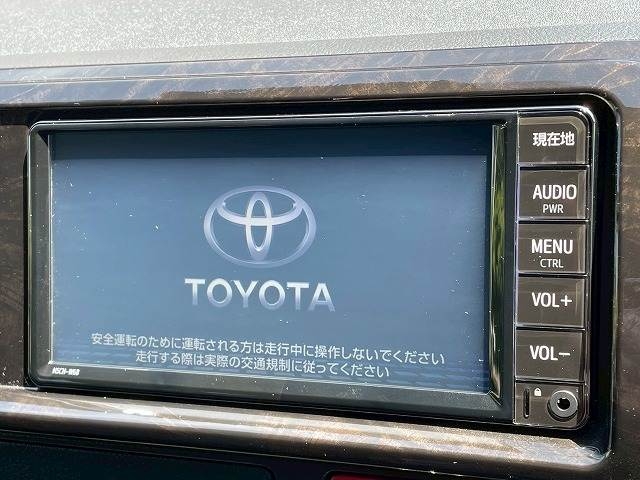 現在地
AUDIO
PWR
MENU
CTRL
VOL+
VOL-
TOYOTA
安全運転のために運転される方は走行中に操作しないでください
走行する際は実際の交通規制に従ってください
NSCN-W68